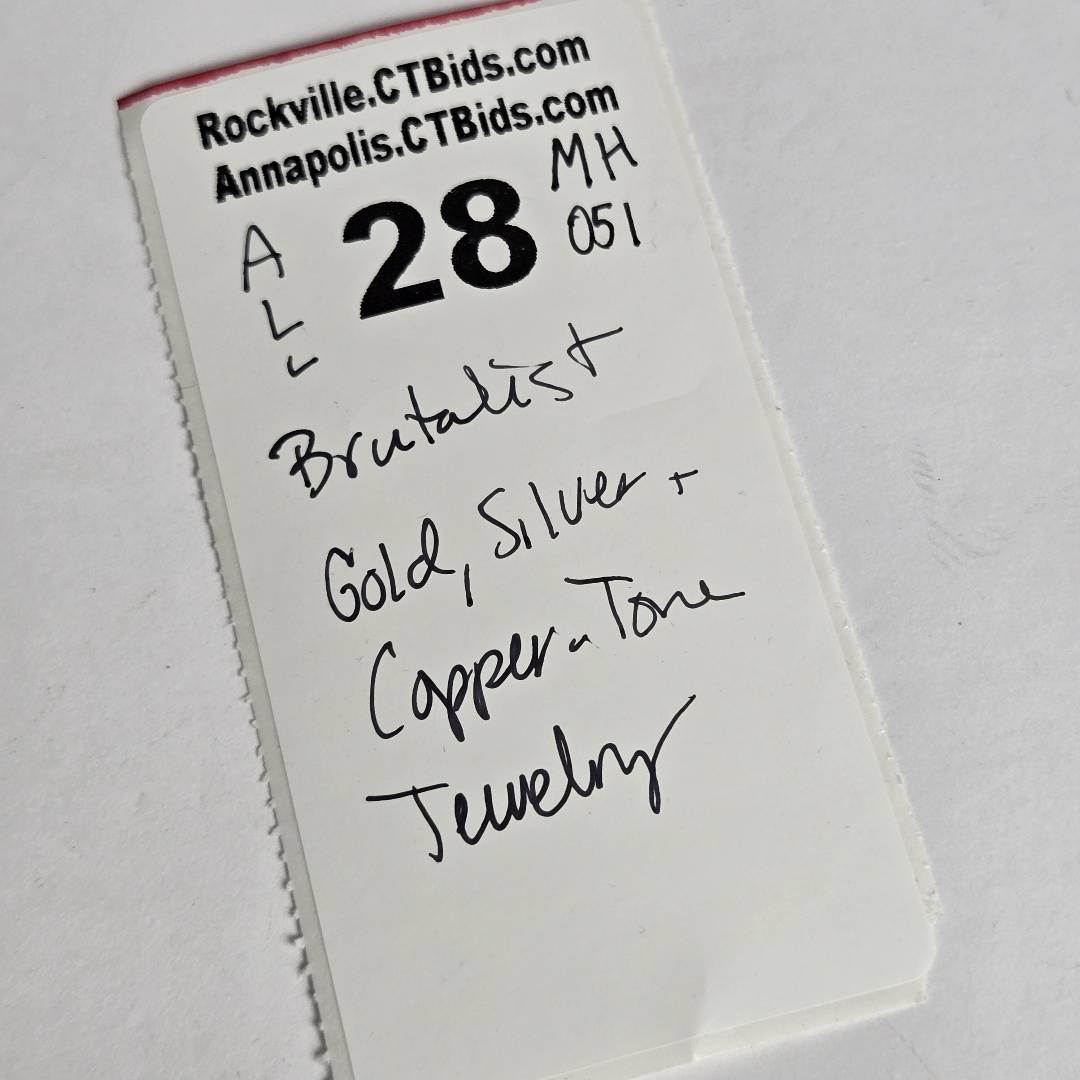 Rockville.CTBids.com
Annapolis.CTBids.com
MH
051
28
A
L
L
Brutalist
Gold, Silver +
Copper-Tone
Jewelry